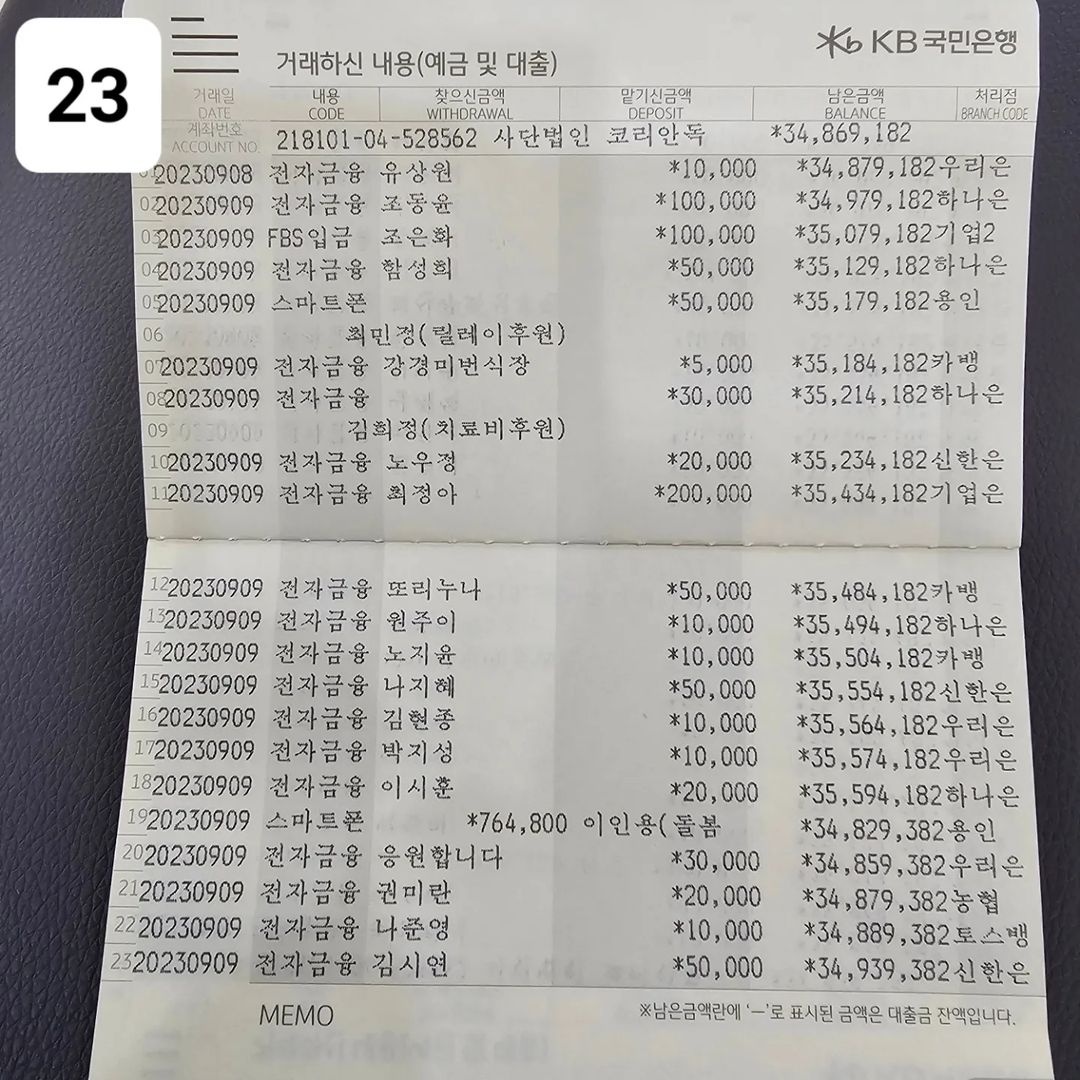 23
KB 국민은행
거래하신 내용(예금 및 대출)
거래일 내용 찾으신금액 맡기신금액 남은금액 처리점
DATE CODE WITHDRAWAL DEPOSIT BALANCE BRANCH CODE
계좌번호 218101-04-528562 사단법인 코리안독 *34,869,182
ACCOUNT NO.
01 20230908 전자금융 유상원 *10,000 *34,879,182우리은
02 20230909 전자금융 조동윤 *100,000 *34,979,182하나은
03 20230909 FBS입금 조은화 *100,000 *35,079,182기업2
04 20230909 전자금융 함성희 *50,000 *35,129,182하나은
05 20230909 스마트폰 *50,000 *35,179,182용인
06 최민정(릴레이후원)
07 20230909 전자금융 강경미번식장 *5,000 *35,184,182카뱅
08 20230909 전자금융 *30,000 *35,214,182하나은
09 김희정(치료비후원)
10 20230909 전자금융 노우정 *20,000 *35,234,182신한은
11 20230909 전자금융 최정아 *200,000 *35,434,182기업은
12 20230909 전자금융 또리누나 *50,000 *35,484,182카뱅
13 20230909 전자금융 원주이 *10,000 *35,494,182하나은
14 20230909 전자금융 노지윤 *10,000 *35,504,182카뱅
15 20230909 전자금융 나지혜 *50,000 *35,554,182신한은
16 20230909 전자금융 김현종 *10,000 *35,564,182우리은
17 20230909 전자금융 박지성 *10,000 *35,574,182우리은
18 20230909 전자금융 이시훈 *20,000 *35,594,182하나은
19 20230909 스마트폰 *764,800 이인용(돌봄 *34,829,382용인
20 20230909 전자금융 응원합니다 *30,000 *34,859,382우리은
21 20230909 전자금융 권미란 *20,000 *34,879,382농협
22 20230909 전자금융 나준영 *10,000 *34,889,382토스뱅
23 20230909 전자금융 김시연 *50,000 *34,939,382신한은
MEMO ※남은금액란에 ‘—’로 표시된 금액은 대출금 잔액입니다.